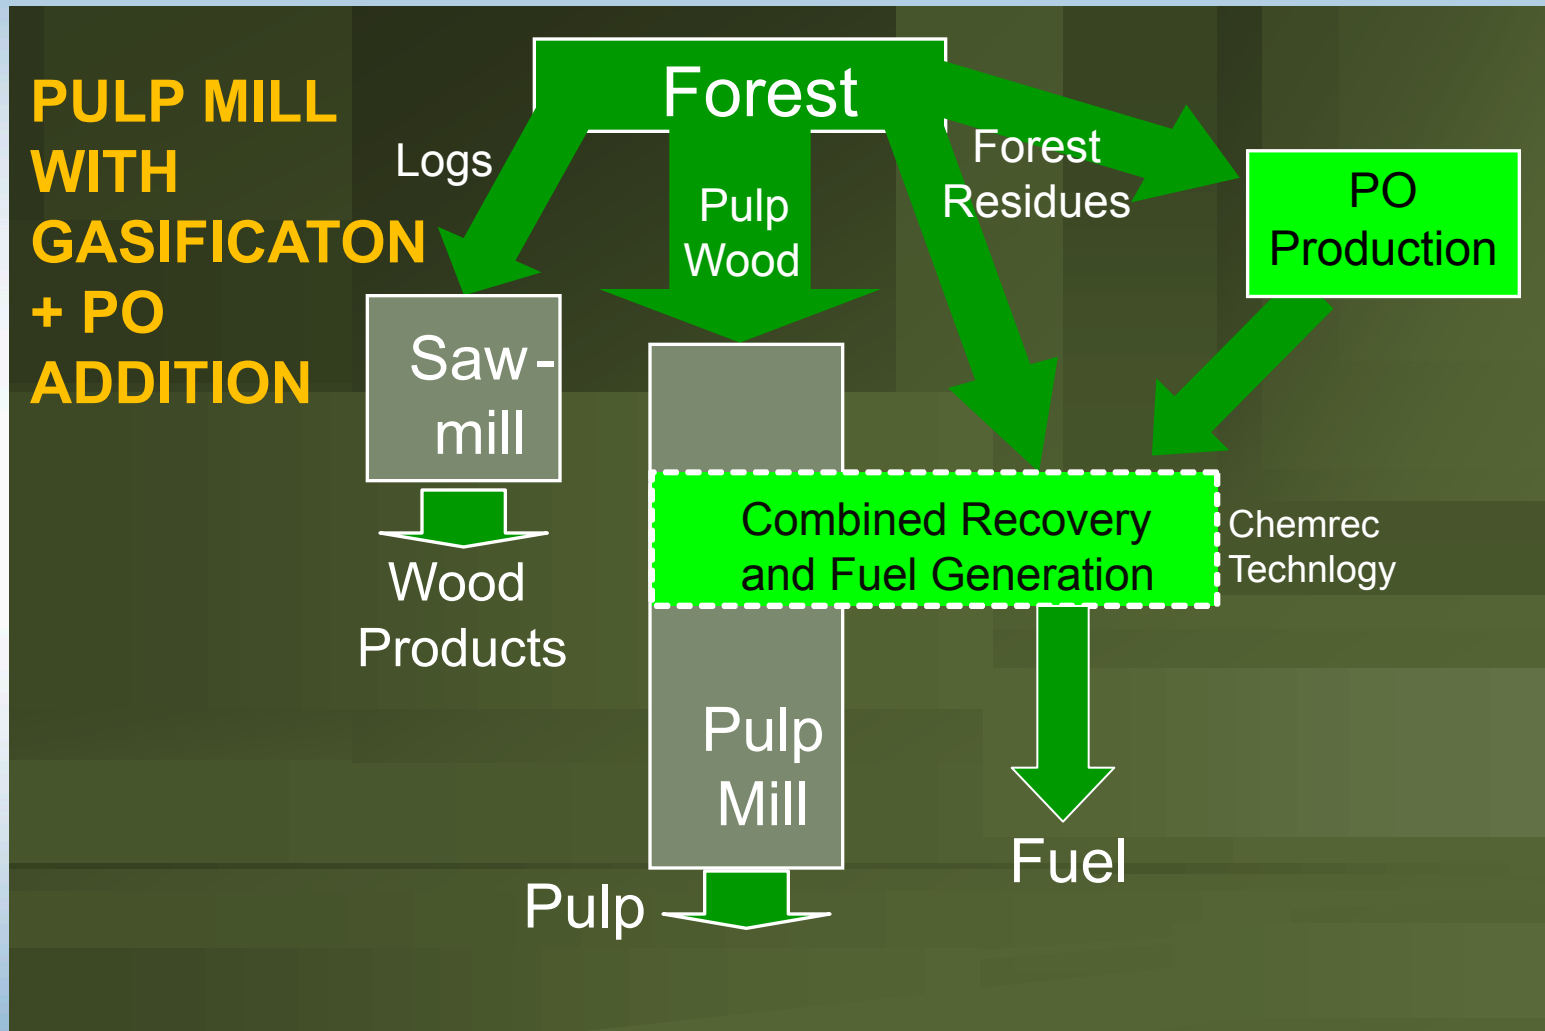 PULP MILL
WITH
GASIFICATON
+ PO
ADDITION
Forest
Logs
Pulp
Wood
Forest
Residues
PO
Production
Saw-
mill
Wood
Products
Combined Recovery
and Fuel Generation
Chemrec
Technlogy
Pulp
Mill
Pulp
Fuel